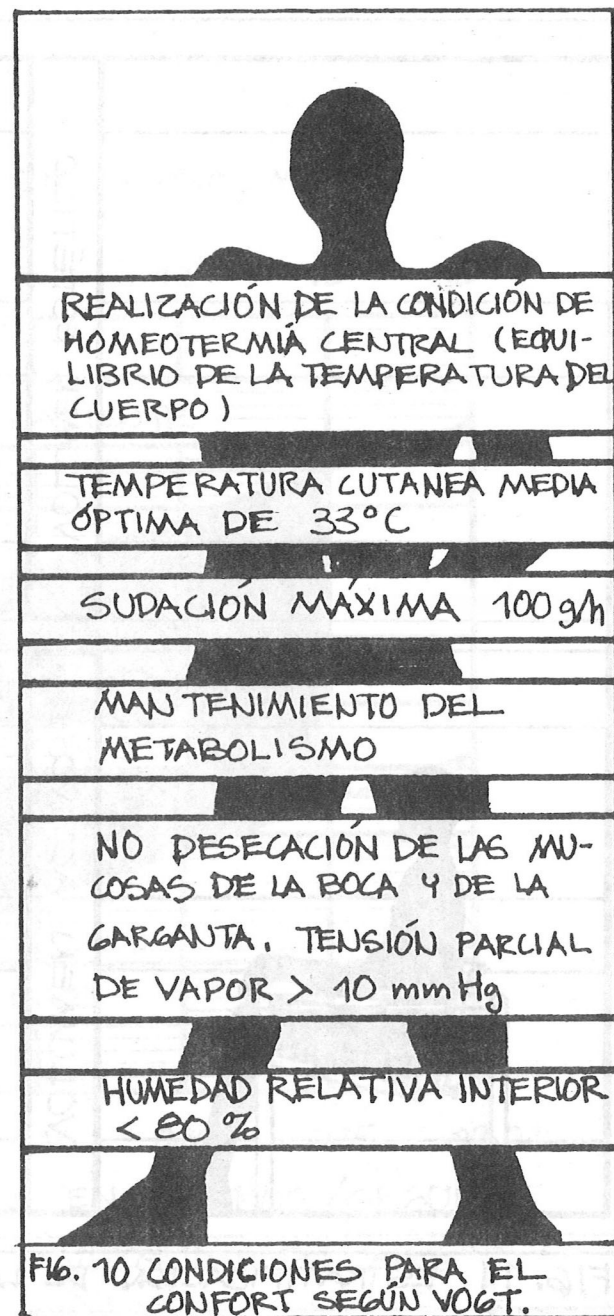 REALIZACIÓN DE LA CONDICIÓN DE
HOMEOTERMIÁ CENTRAL (EQUI-
LIBRIO DE LA TEMPERATURA DEL
CUERPO)
TEMPERATURA CUTANEA MEDIA
ÓPTIMA DE 33°C
SUDACIÓN MÁXIMA 100 g/h
MANTENIMIENTO DEL
METABOLISMO
NO DESECACIÓN DE LAS MU-
COSAS DE LA BOCA Y DE LA
GARGANTA. TENSIÓN PARCIAL
DE VAPOR > 10 mmHg
HUMEDAD RELATIVA INTERIOR
< 80 %
FIG. 10 CONDICIONES PARA EL
CONFORT SEGÚN VOGT.